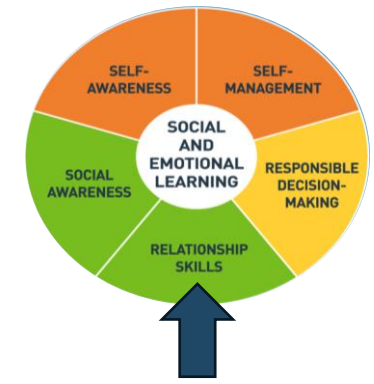 SELF-
AWARENESS
SELF-
MANAGEMENT
SOCIAL
AND
EMOTIONAL
LEARNING
SOCIAL
AWARENESS
RESPONSIBLE
DECISION-
MAKING
RELATIONSHIP
SKILLS